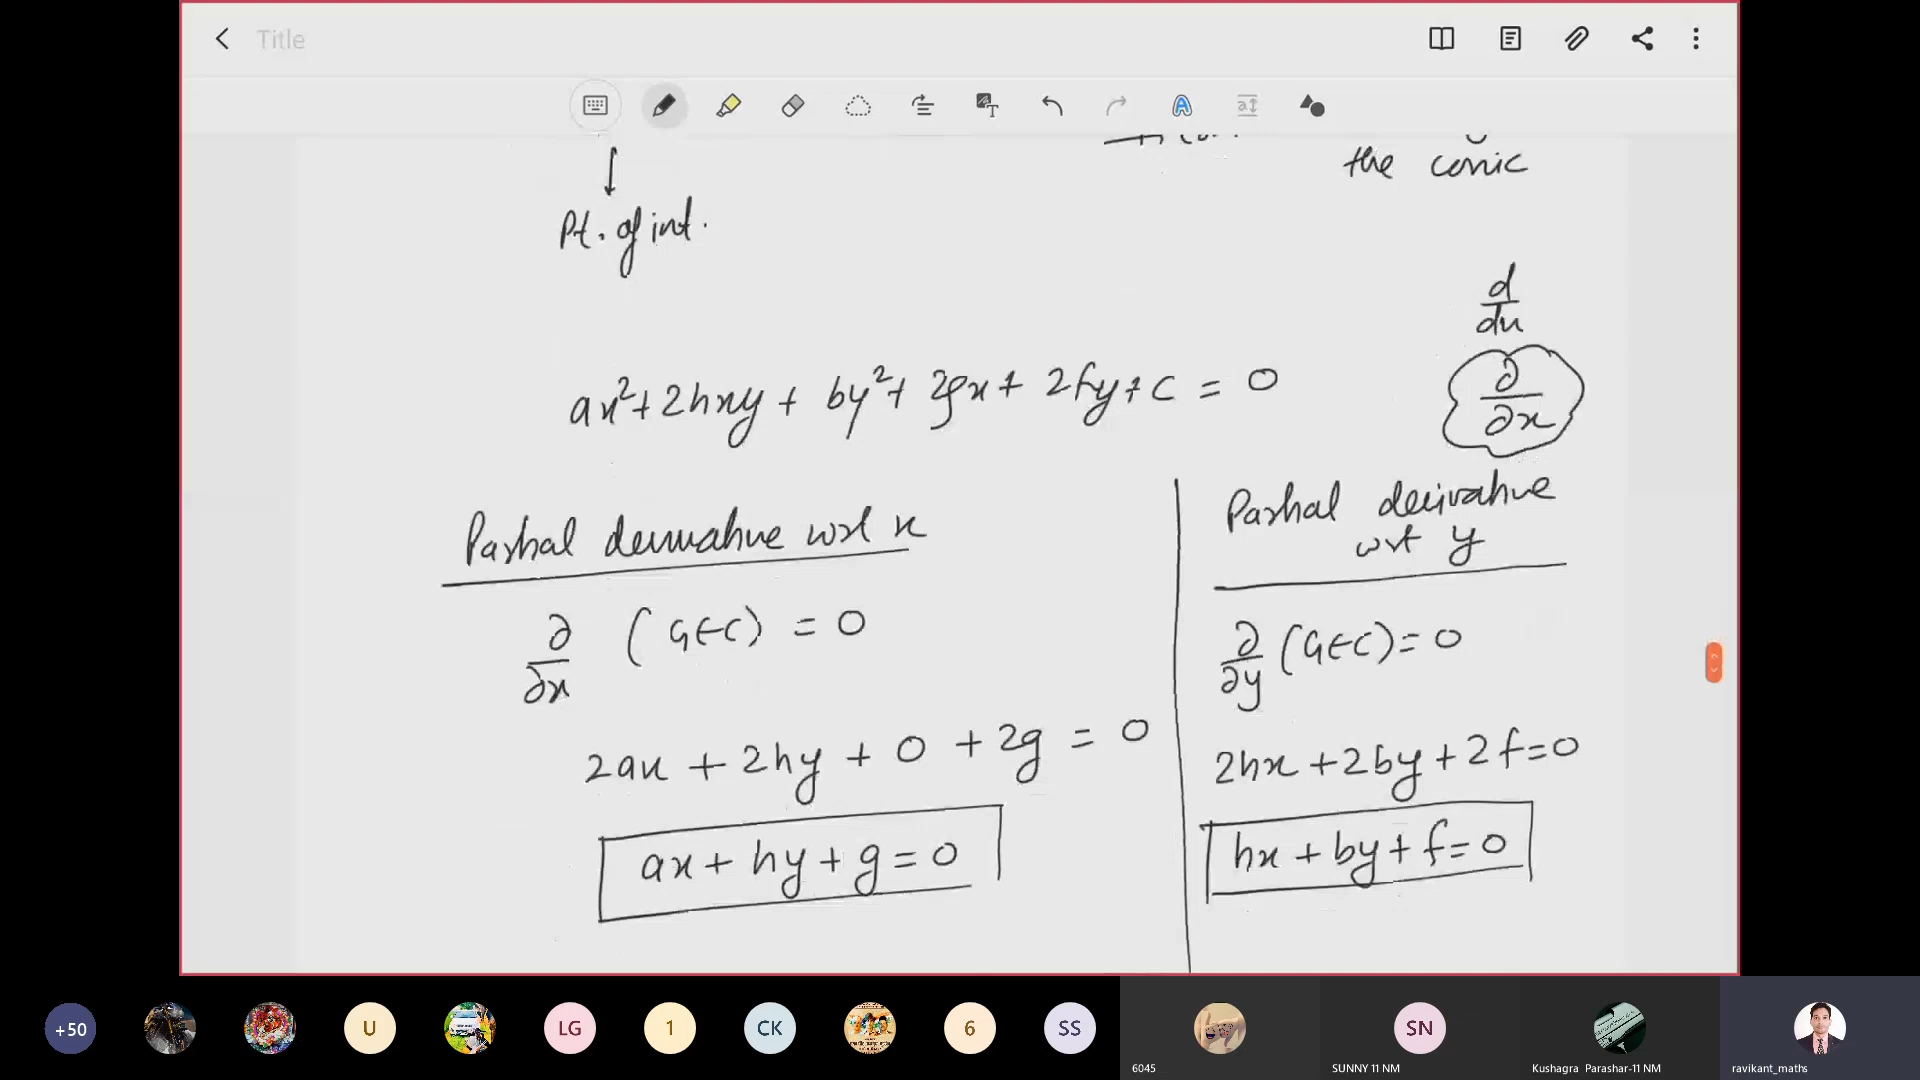 Title
the conic
Pt. of int.
d
du
ax²+2hxy + by²+ 2gx + 2fy + c = 0
∂
∂x
Partial derivative wrt x
Partial derivative
wrt y
∂/∂x (GEC) = 0
∂/∂y (GEC) = 0
2ax + 2hy + 0 + 2g = 0
2hx + 2by + 2f = 0
ax + hy + g = 0
hx + by + f = 0
+50
U
LG
1
CK
6
SS
SN
6045
SUNNY 11 NM
Kushagra Parashar-11 NM
ravikant_maths